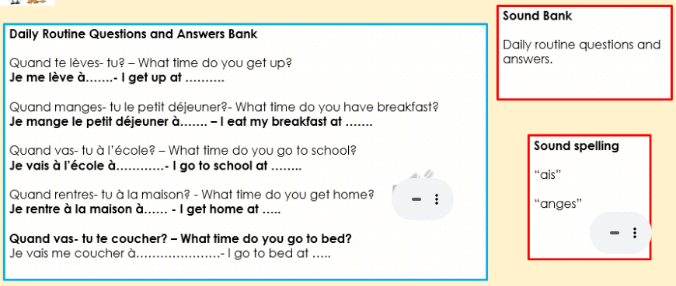 Daily Routine Questions and Answers Bank
Quand te lèves- tu? – What time do you get up?
Je me lève à…….- I get up at ……….
Quand manges- tu le petit déjeuner?- What time do you have breakfast?
Je mange le petit déjeuner à……. – I eat my breakfast at …….
Quand vas- tu à l'école? – What time do you go to school?
Je vais à l'école à…………- I go to school at ……..
Quand rentres- tu à la maison? - What time do you get home?
Je rentre à la maison à…… - I get home at …..
Quand vas- tu te coucher? – What time do you go to bed?
Je vais me coucher à………………….- I go to bed at …..
Sound Bank
Daily routine questions and
answers.
Sound spelling
“ais”
“anges”